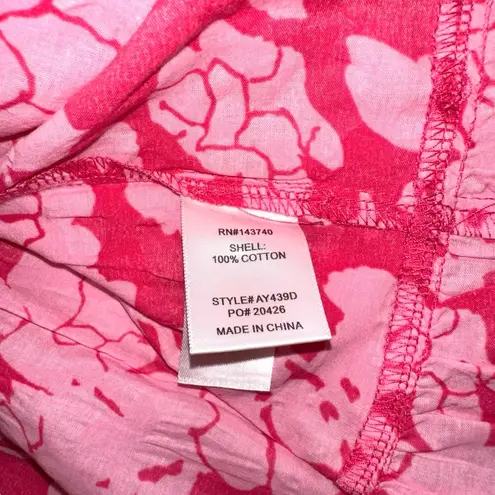 RN#143740
SHELL:
100% COTTON
STYLE# AY439D
PO# 20426
MADE IN CHINA